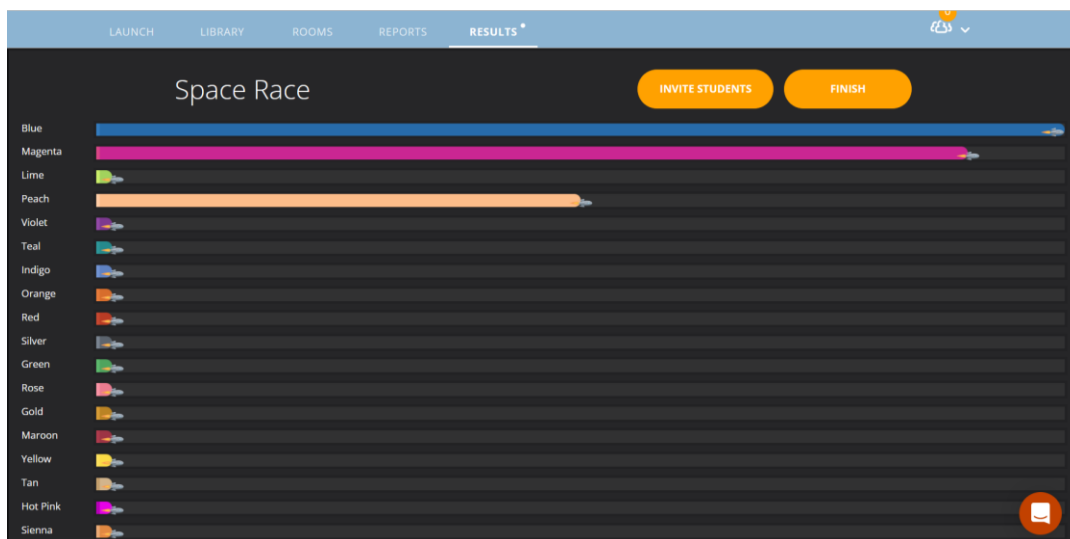 LAUNCH LIBRARY ROOMS REPORTS RESULTS
Space Race
INVITE STUDENTS FINISH
Blue
Magenta
Lime
Peach
Violet
Teal
Indigo
Orange
Red
Silver
Green
Rose
Gold
Maroon
Yellow
Tan
Hot Pink
Sienna